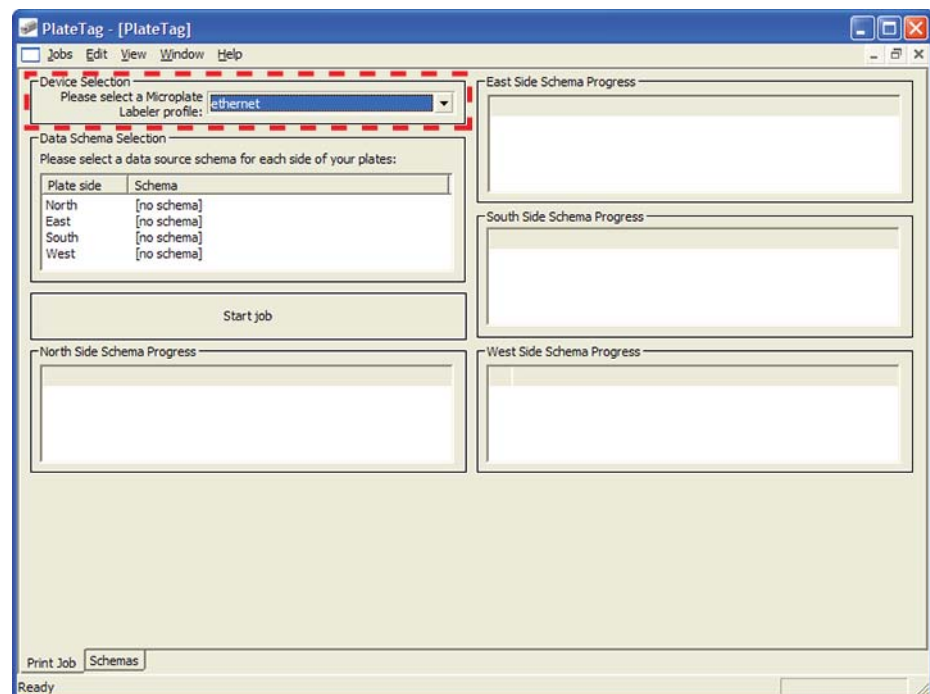 PlateTag - [PlateTag]
Jobs Edit View Window Help
Device Selection
Please select a Microplate
Labeler profile:
ethernet
Data Schema Selection
Please select a data source schema for each side of your plates:
Plate side Schema
North [no schema]
East [no schema]
South [no schema]
West [no schema]
Start job
North Side Schema Progress
East Side Schema Progress
South Side Schema Progress
West Side Schema Progress
Print Job Schemas
Ready